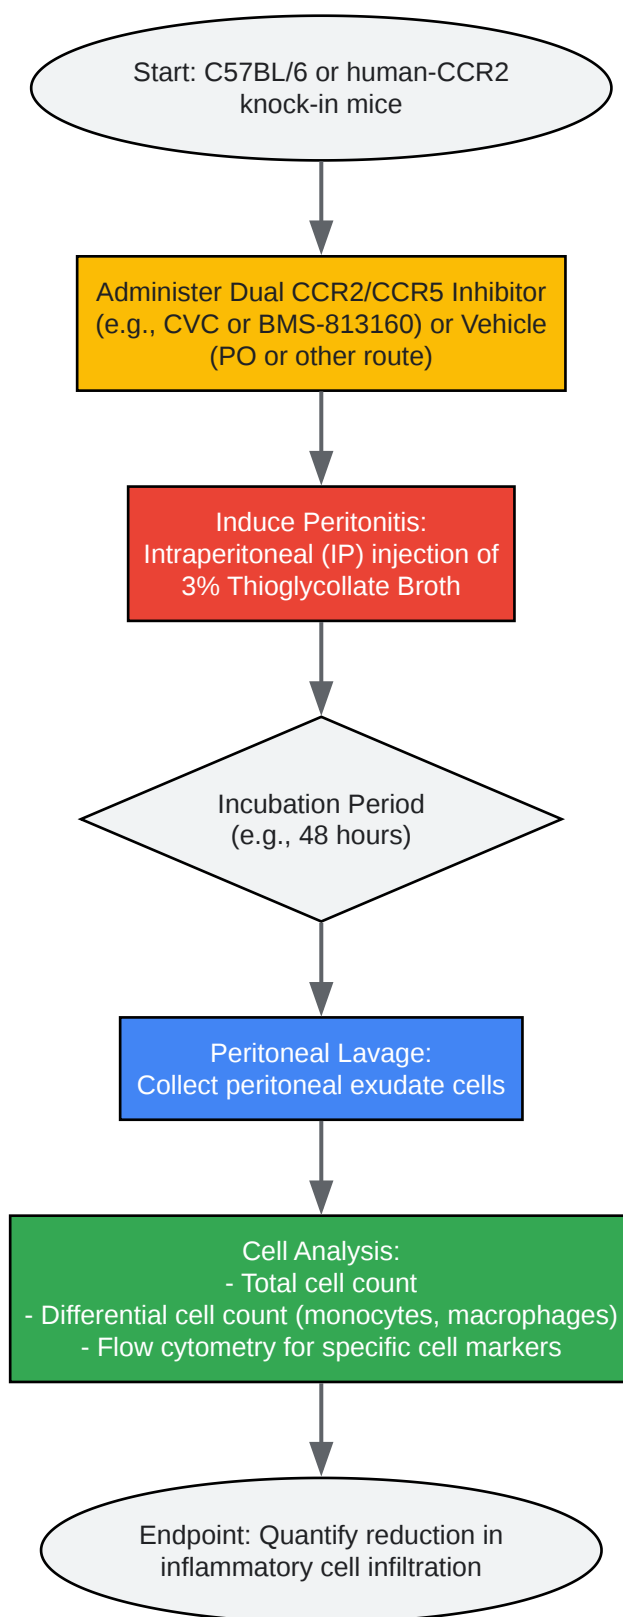 Start: C57BL/6 or human-CCR2
knock-in mice
Administer Dual CCR2/CCR5 Inhibitor
(e.g., CVC or BMS-813160) or Vehicle
(PO or other route)
Induce Peritonitis:
Intraperitoneal (IP) injection of
3% Thioglycollate Broth
Incubation Period
(e.g., 48 hours)
Peritoneal Lavage:
Collect peritoneal exudate cells
Cell Analysis:
- Total cell count
- Differential cell count (monocytes, macrophages)
- Flow cytometry for specific cell markers
Endpoint: Quantify reduction in
inflammatory cell infiltration